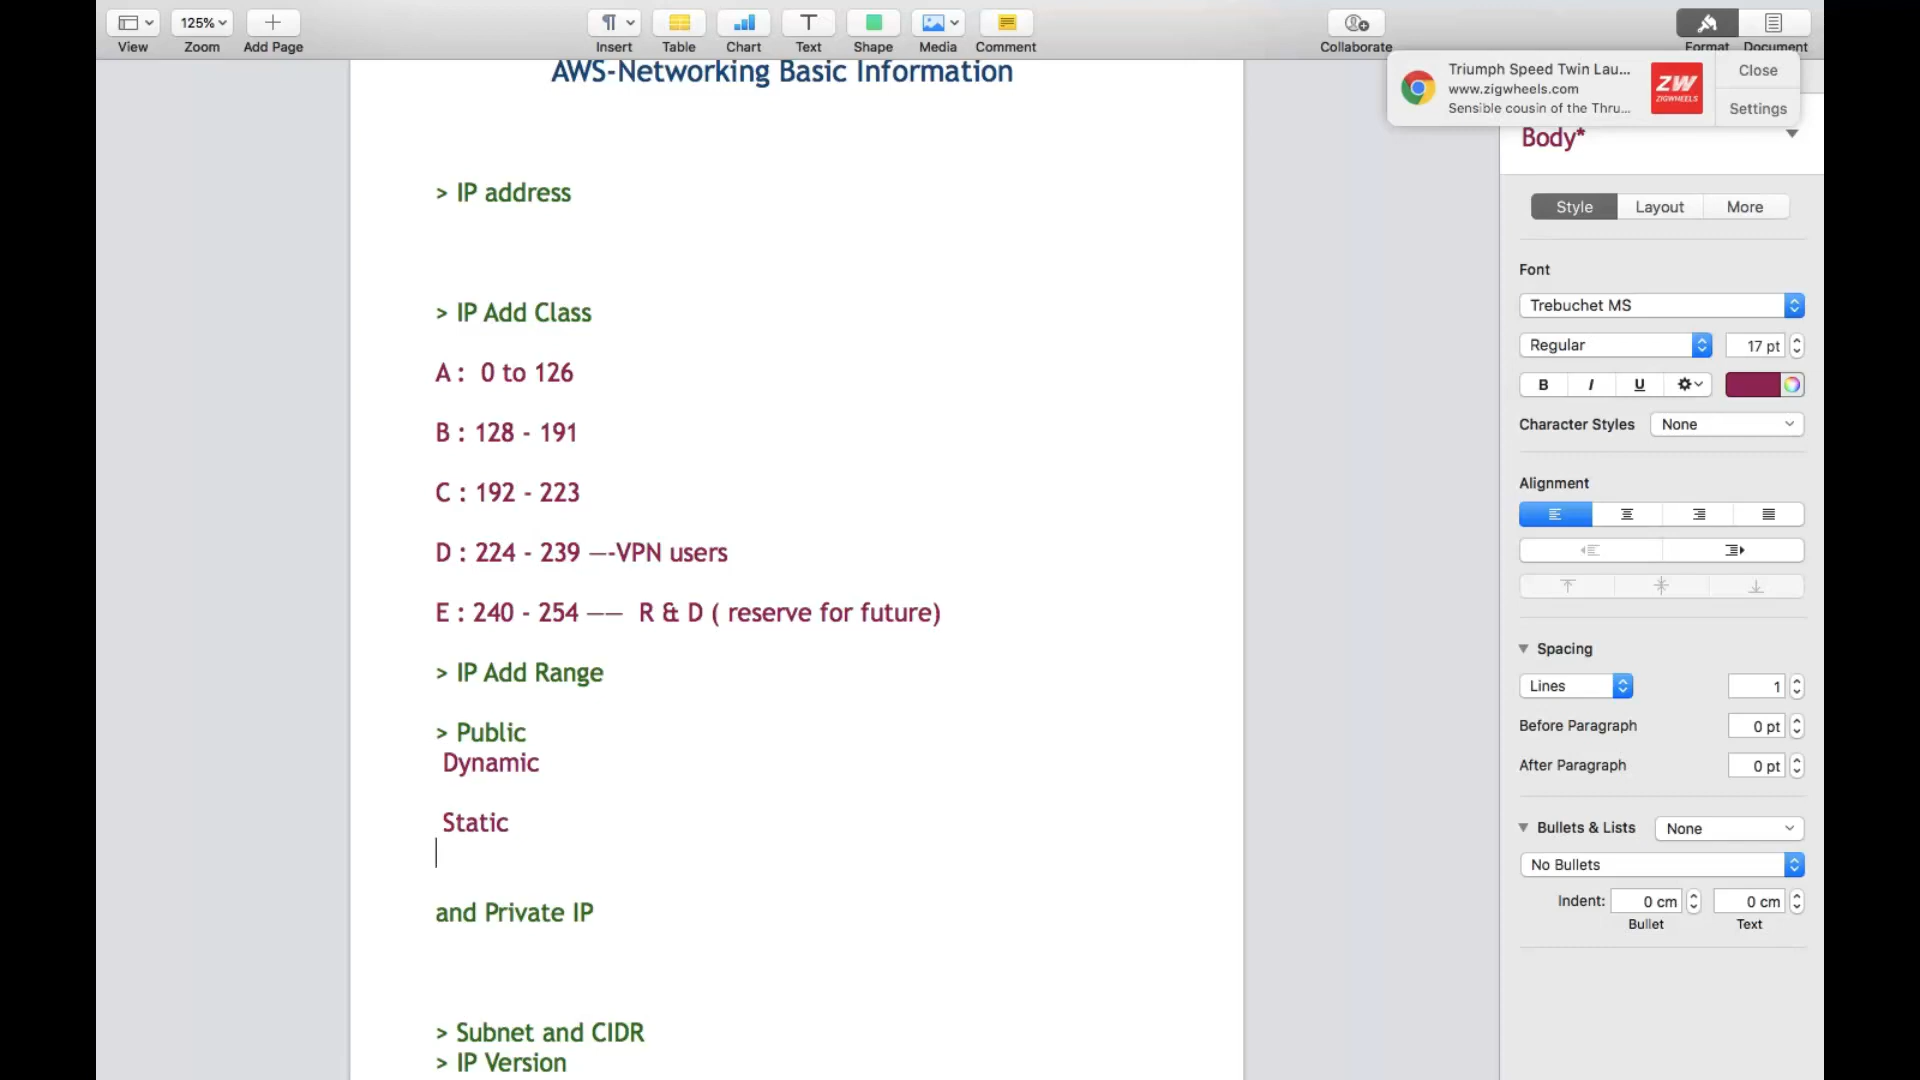 125%
View
Zoom
Add Page
Insert
Table
Chart
Text
Shape
Media
Comment
Collaborate
Format
Document
Triumph Speed Twin Lau...
www.zigwheels.com
Sensible cousin of the Thru...
ZW
ZIGWHEELS
Close
Settings
AWS-Networking Basic Information
> IP address
> IP Add Class
A :  0 to 126
B : 128 - 191
C : 192 - 223
D : 224 - 239 —-VPN users
E : 240 - 254 ——  R & D ( reserve for future)
> IP Add Range
> Public
Dynamic
Static
and Private IP
> Subnet and CIDR
> IP Version
Body*
Style
Layout
More
Font
Trebuchet MS
Regular
17 pt
B
I
U
Character Styles
None
Alignment
Spacing
Lines
1
Before Paragraph
0 pt
After Paragraph
0 pt
Bullets & Lists
None
No Bullets
Indent:
0 cm
0 cm
Bullet
Text